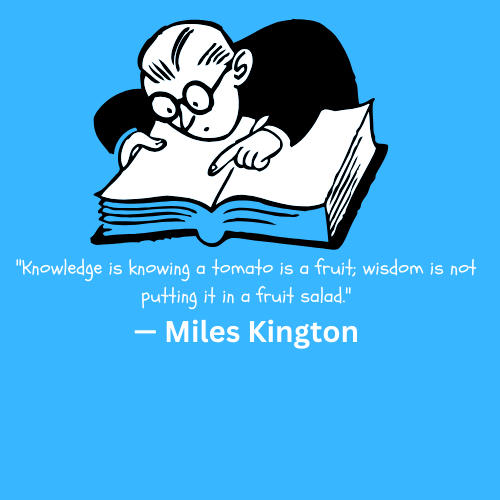 "Knowledge is knowing a tomato is a fruit; wisdom is not
putting it in a fruit salad."
— Miles Kington